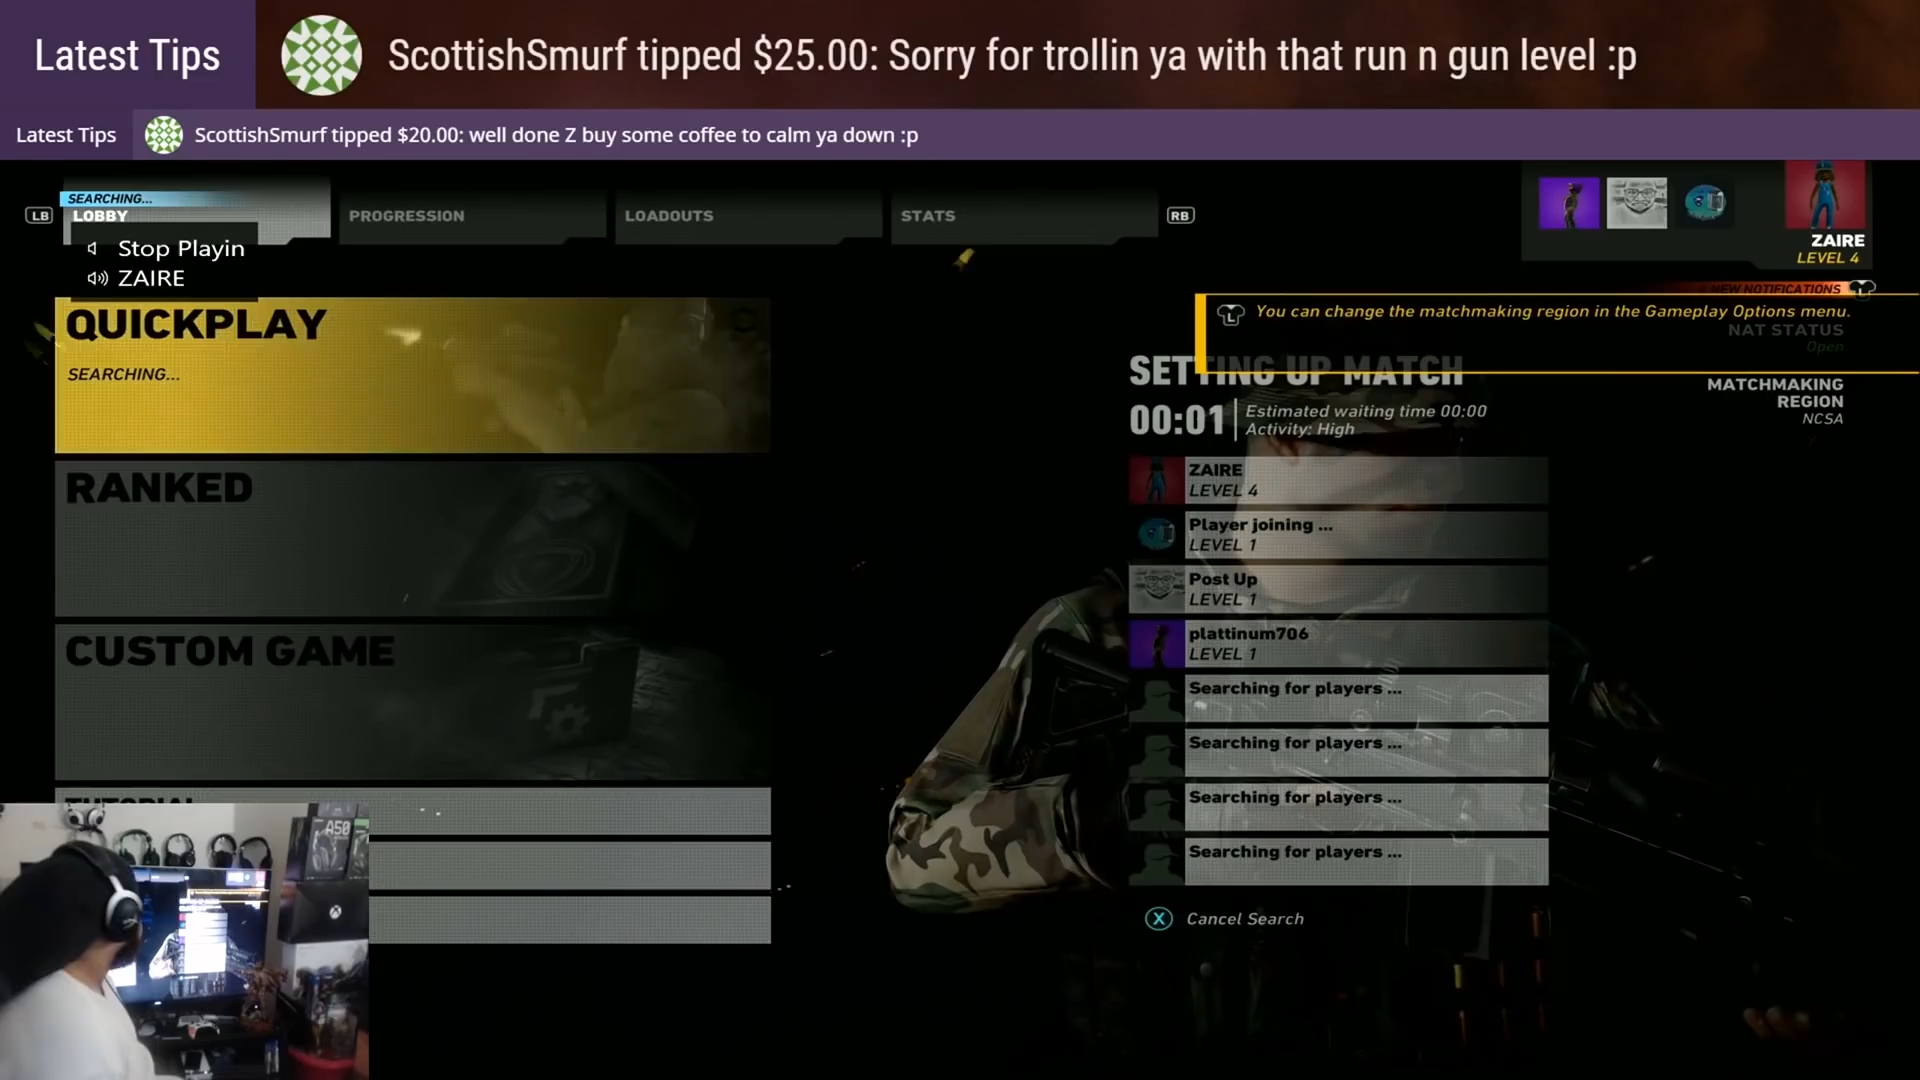 Latest Tips
ScottishSmurf tipped $25.00: Sorry for trollin ya with that run n gun level :p
Latest Tips
ScottishSmurf tipped $20.00: well done Z buy some coffee to calm ya down :p
SEARCHING...
LB
LOBBY
PROGRESSION
LOADOUTS
STATS
RB
Stop Playin
ZAIRE
ZAIRE
LEVEL 4
NEW NOTIFICATIONS
You can change the matchmaking region in the Gameplay Options menu.
NAT STATUS
Open
MATCHMAKING
REGION
NCSA
QUICKPLAY
SEARCHING...
RANKED
CUSTOM GAME
TUTORIAL
SETTING UP MATCH
00:01
Estimated waiting time 00:00
Activity: High
ZAIRE
LEVEL 4
Player joining ...
LEVEL 1
Post Up
LEVEL 1
plattinum706
LEVEL 1
Searching for players ...
Searching for players ...
Searching for players ...
Searching for players ...
X
Cancel Search
A50